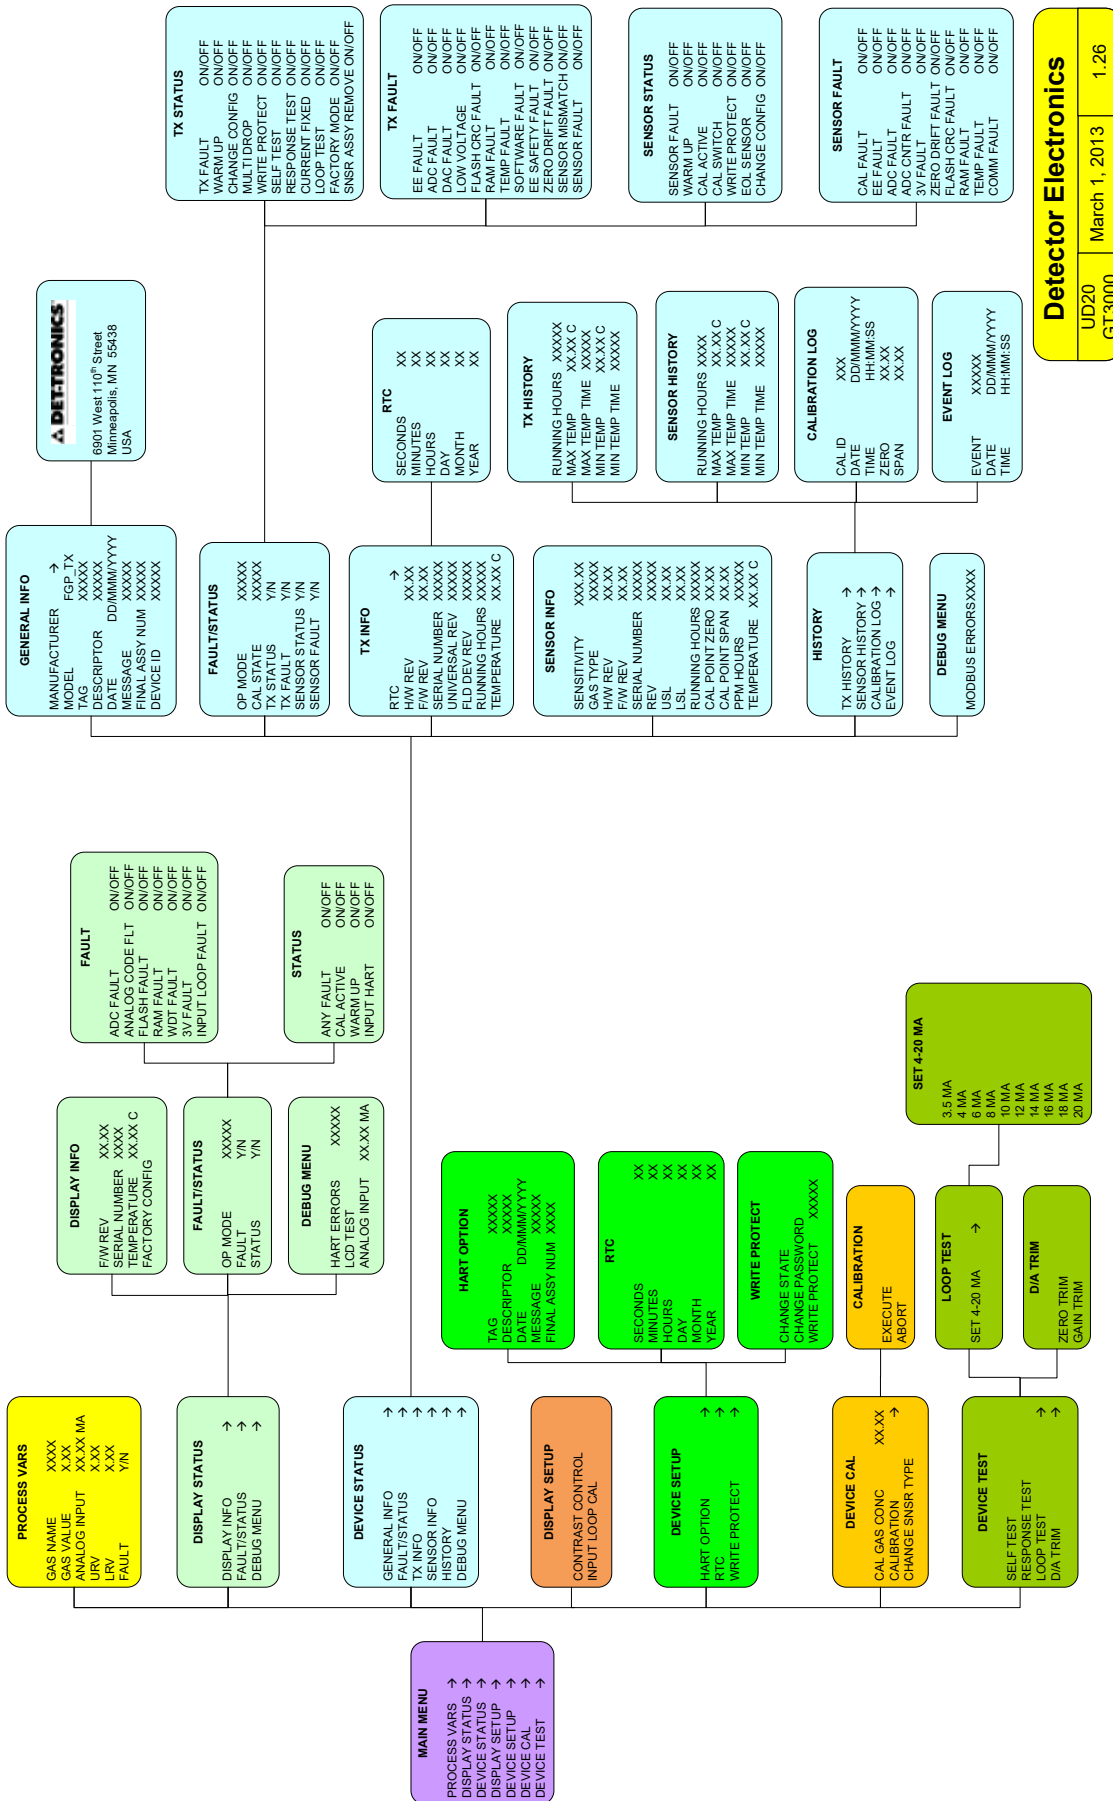 MAIN MENU
PROCESS VARS →
DISPLAY STATUS →
DEVICE STATUS →
DISPLAY SETUP →
DEVICE SETUP →
DEVICE CAL →
DEVICE TEST →
PROCESS VARS
GAS NAME XXXX
GAS VALUE X.XX
ANALOG INPUT XX.XX MA
URV X.XX
LRV X.XX
FAULT Y/N
DISPLAY STATUS
DISPLAY INFO →
FAULT/STATUS →
DEBUG MENU →
DEVICE STATUS
GENERAL INFO →
FAULT/STATUS →
TX INFO →
SENSOR INFO →
HISTORY →
DEBUG MENU →
DISPLAY SETUP
CONTRAST CONTROL
INPUT LOOP CAL
DEVICE SETUP
HART OPTION →
RTC →
WRITE PROTECT →
DEVICE CAL
CAL GAS CONC XX.XX
CALIBRATION →
CHANGE SNSR TYPE
DEVICE TEST
SELF TEST
RESPONSE TEST
LOOP TEST →
D/A TRIM →
DISPLAY INFO
F/W REV XX.XX
SERIAL NUMBER XXXX
TEMPERATURE XX.XX C
FACTORY CONFIG
FAULT/STATUS
OP MODE XXXXX
FAULT Y/N
STATUS Y/N
DEBUG MENU
HART ERRORS XXXXX
LCD TEST
ANALOG INPUT XX.XX MA
FAULT
ADC FAULT ON/OFF
ANALOG CODE FLT ON/OFF
FLASH FAULT ON/OFF
RAM FAULT ON/OFF
WDT FAULT ON/OFF
3V FAULT ON/OFF
INPUT LOOP FAULT ON/OFF
STATUS
ANY FAULT ON/OFF
CAL ACTIVE ON/OFF
WARM UP ON/OFF
INPUT HART ON/OFF
HART OPTION
TAG XXXXX
DESCRIPTOR XXXXX
DATE DD/MMM/YYYY
MESSAGE XXXXX
FINAL ASSY NUM XXXX
RTC
SECONDS XX
MINUTES XX
HOURS XX
DAY XX
MONTH XX
YEAR XX
WRITE PROTECT
CHANGE STATE
CHANGE PASSWORD
WRITE PROTECT XXXXX
CALIBRATION
EXECUTE
ABORT
LOOP TEST
SET 4-20 MA →
D/A TRIM
ZERO TRIM
GAIN TRIM
SET 4-20 MA
3.5 MA
4 MA
6 MA
8 MA
10 MA
12 MA
14 MA
16 MA
18 MA
20 MA
GENERAL INFO
MANUFACTURER →
MODEL FGP_TX
TAG XXXXX
DESCRIPTOR XXXXX
DATE DD/MMM/YYYY
MESSAGE XXXXX
FINAL ASSY NUM XXXXX
DEVICE ID XXXXX
FAULT/STATUS
OP MODE XXXXX
CAL STATE XXXXX
TX STATUS Y/N
TX FAULT Y/N
SENSOR STATUS Y/N
SENSOR FAULT Y/N
TX INFO
RTC →
H/W REV XX.XX
F/W REV XX.XX
SERIAL NUMBER XXXXX
UNIVERSAL REV XXXXX
FLD DEV REV XXXXX
RUNNING HOURS XXXXX
TEMPERATURE XX.XX C
SENSOR INFO
SENSITIVITY XXX.XX
GAS TYPE XXXXX
H/W REV XX.XX
F/W REV XX.XX
SERIAL NUMBER XXXXX
REV XXXXX
USL XX.XX
LSL XX.XX
RUNNING HOURS XXXXX
CAL POINT ZERO XX.XX
CAL POINT SPAN XX.XX
PPM HOURS XXXXX
TEMPERATURE XX.XX C
HISTORY
TX HISTORY →
SENSOR HISTORY →
CALIBRATION LOG →
EVENT LOG →
DEBUG MENU
MODBUS ERRORS XXXXX
DET-TRONICS
6901 West 110th Street
Minneapolis, MN 55438
USA
RTC
SECONDS XX
MINUTES XX
HOURS XX
DAY XX
MONTH XX
YEAR XX
TX HISTORY
RUNNING HOURS XXXXX
MAX TEMP XX.XX C
MAX TEMP TIME XXXXX
MIN TEMP XX.XX C
MIN TEMP TIME XXXXX
SENSOR HISTORY
RUNNING HOURS XXXX
MAX TEMP XX.XX C
MAX TEMP TIME XXXXX
MIN TEMP XX.XX C
MIN TEMP TIME XXXXX
CALIBRATION LOG
CAL ID XXX
DATE DD/MMM/YYYY
TIME HH:MM:SS
ZERO XX.XX
SPAN XX.XX
EVENT LOG
EVENT XXXXX
DATE DD/MMM/YYYY
TIME HH:MM:SS
TX STATUS
TX FAULT ON/OFF
WARM UP ON/OFF
CHANGE CONFIG ON/OFF
MULTI DROP ON/OFF
WRITE PROTECT ON/OFF
SELF TEST ON/OFF
RESPONSE TEST ON/OFF
CURRENT FIXED ON/OFF
LOOP TEST ON/OFF
FACTORY MODE ON/OFF
SNSR ASSY REMOVE ON/OFF
TX FAULT
EE FAULT ON/OFF
ADC FAULT ON/OFF
DAC FAULT ON/OFF
LOW VOLTAGE ON/OFF
FLASH CRC FAULT ON/OFF
RAM FAULT ON/OFF
TEMP FAULT ON/OFF
SOFTWARE FAULT ON/OFF
EE SAFETY FAULT ON/OFF
ZERO DRIFT FAULT ON/OFF
SENSOR MISMATCH ON/OFF
SENSOR FAULT ON/OFF
SENSOR STATUS
SENSOR FAULT ON/OFF
WARM UP ON/OFF
CAL ACTIVE ON/OFF
CAL SWITCH ON/OFF
WRITE PROTECT ON/OFF
EOL SENSOR ON/OFF
CHANGE CONFIG ON/OFF
SENSOR FAULT
CAL FAULT ON/OFF
EE FAULT ON/OFF
ADC FAULT ON/OFF
ADC CNTR FAULT ON/OFF
3V FAULT ON/OFF
ZERO DRIFT FAULT ON/OFF
FLASH CRC FAULT ON/OFF
RAM FAULT ON/OFF
TEMP FAULT ON/OFF
COMM FAULT ON/OFF
Detector Electronics
UD20
GT3000
March 1, 2013
1.26